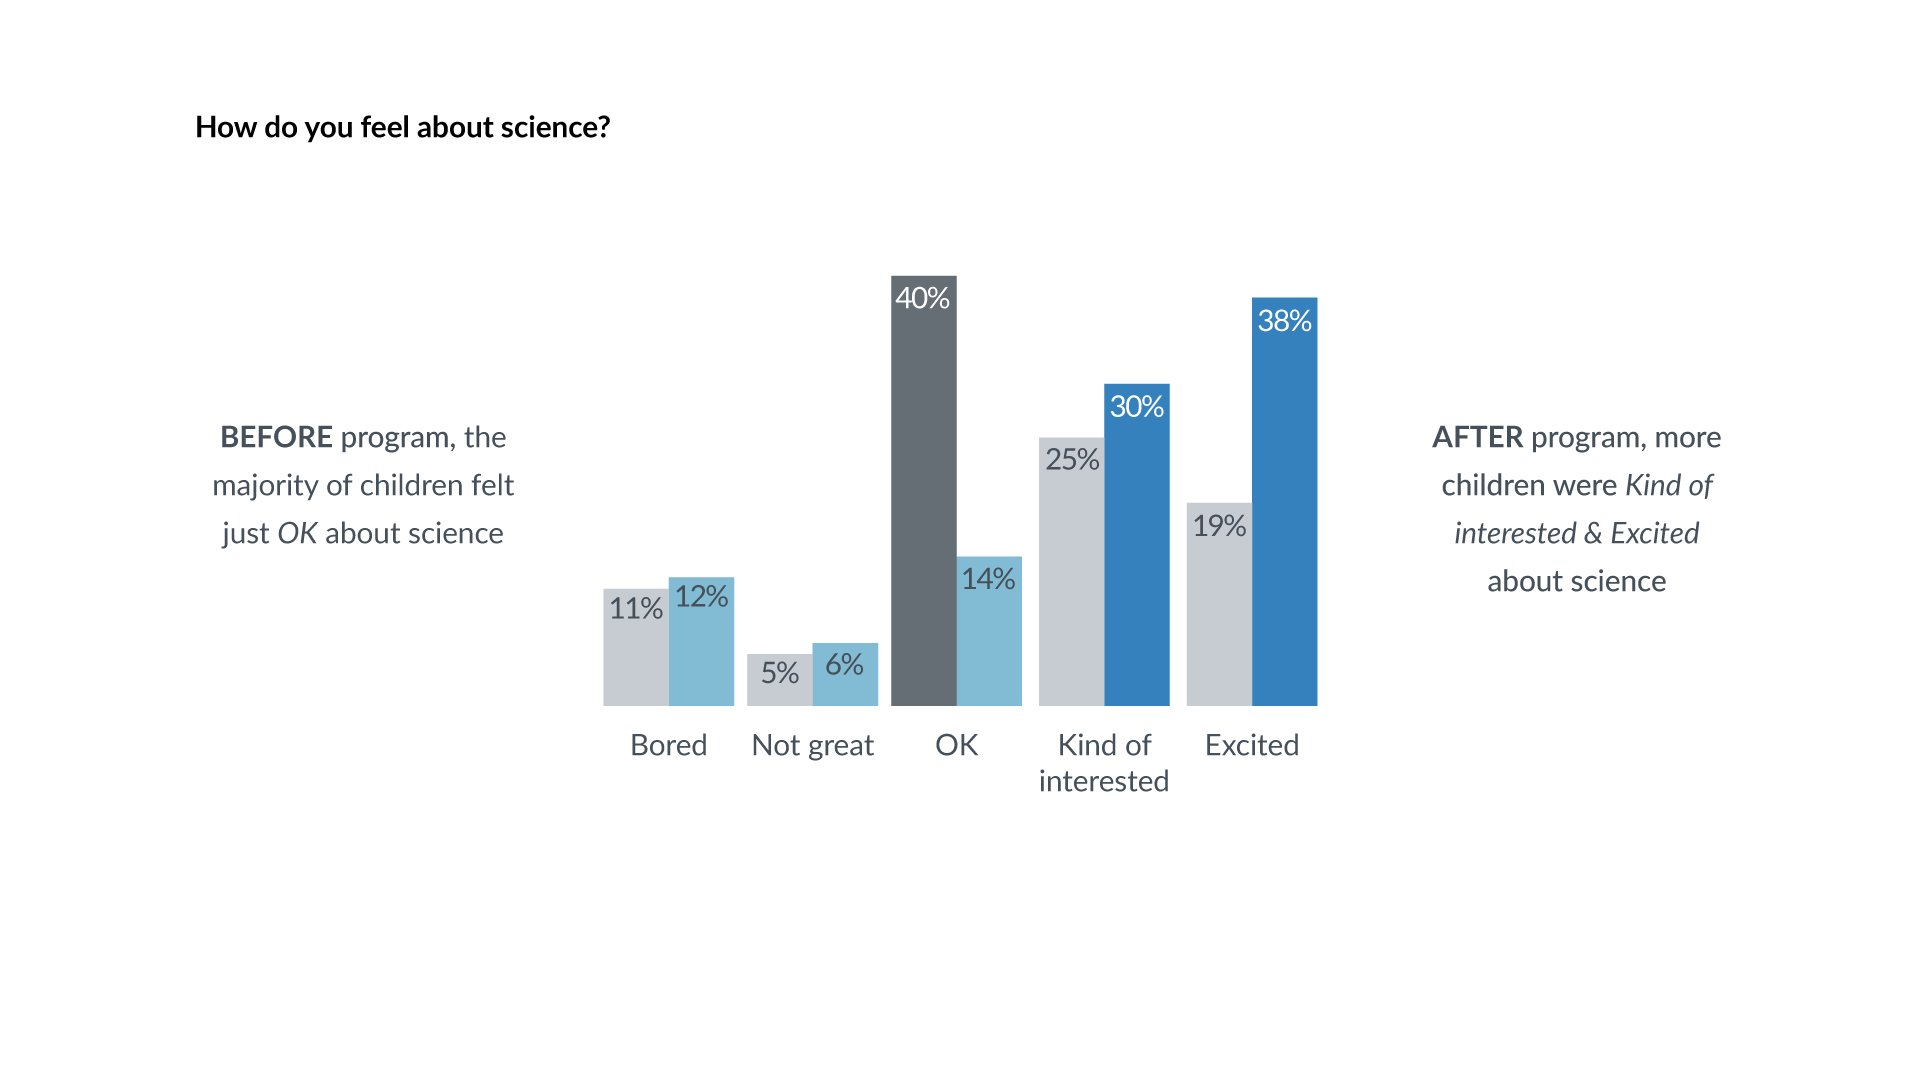 How do you feel about science?
BEFORE program, the
majority of children felt
just OK about science
40%
38%
30%
25%
19%
14%
11%
12%
5%
6%
Bored
Not great
OK
Kind of
interested
Excited
AFTER program, more
children were Kind of
interested & Excited
about science